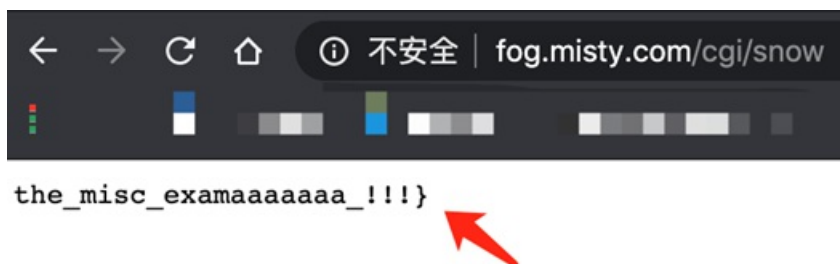 不安全 fog.misty.com/cgi/snow
the_misc_examaaaaaaa_!!!}